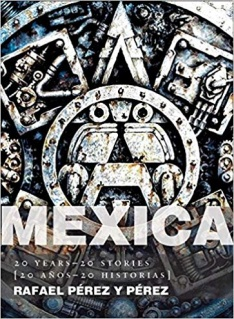 MEXICA
20 YEARS–20 STORIES
[20 AÑOS–20 HISTORIAS]
RAFAEL PÉREZ Y PÉREZ